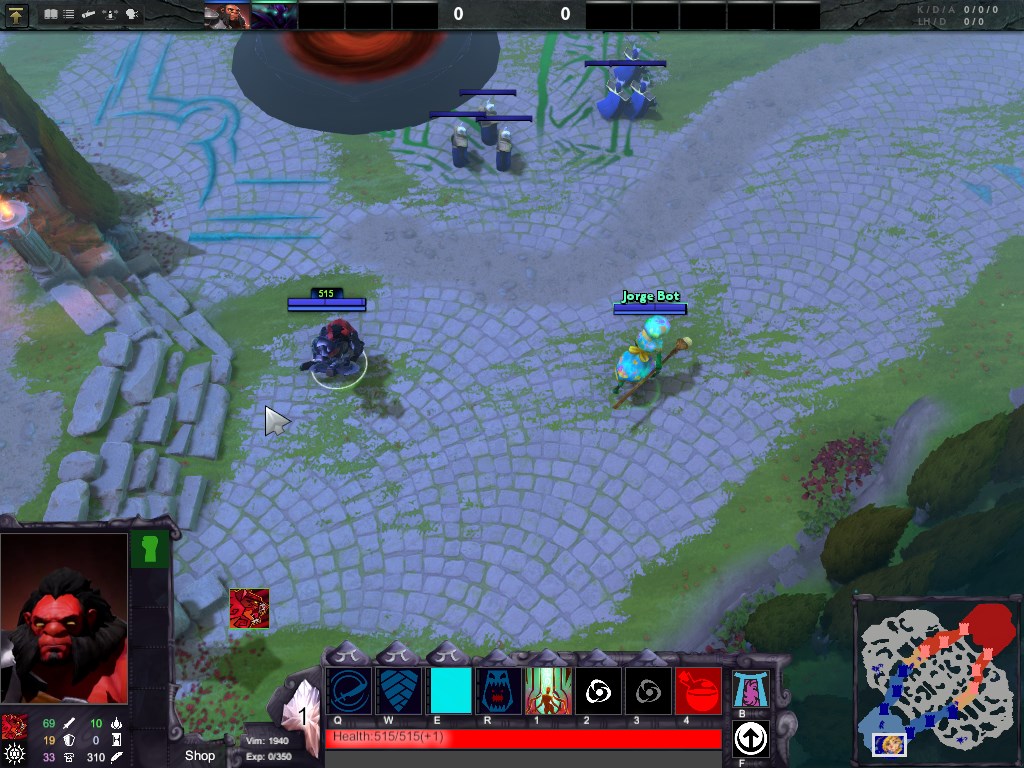 0 0
K / D / A 0 / 0 / 0
LH / D 0 / 0
515
Jorge Bot
1
Q W E R 1 2 3 4 B
F
Health:515/515(+1)
69 10
19 0
33 310
Shop
Vim: 1940
Exp: 0/350